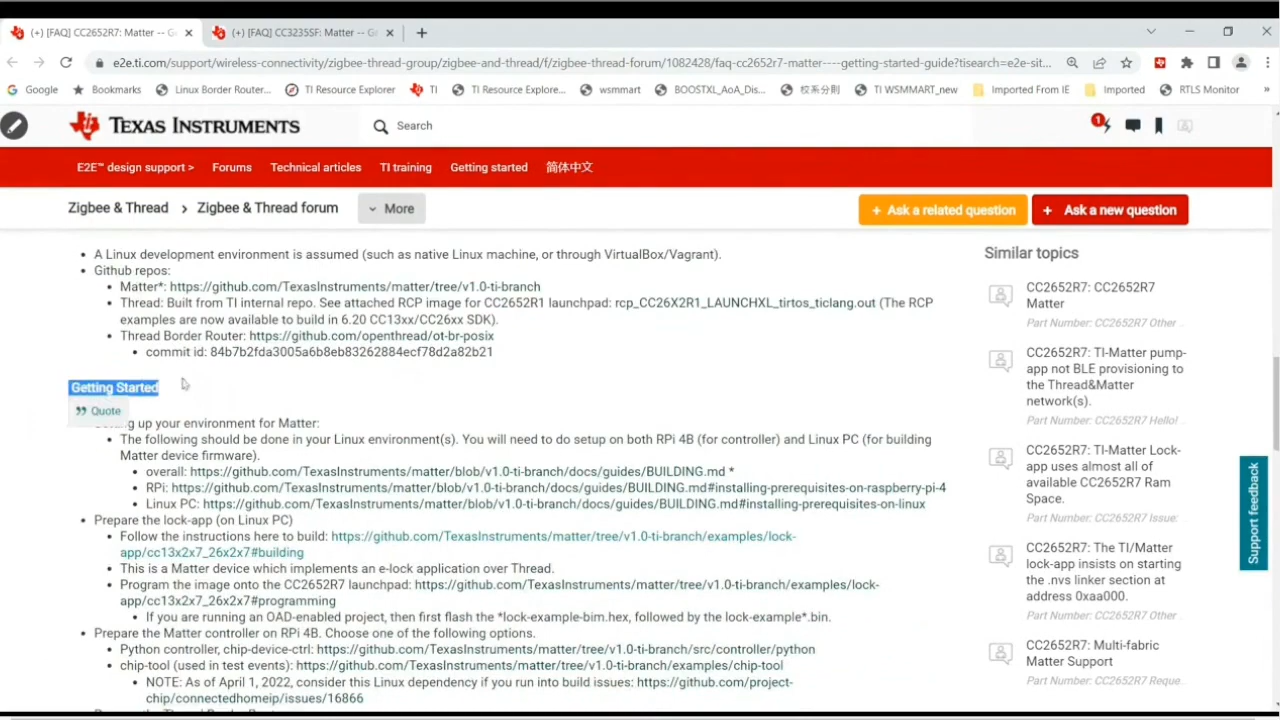 (+) [FAQ] CC2652R7: Matter -- G
(+) [FAQ] CC3235SF: Matter -- G
e2e.ti.com/support/wireless-connectivity/zigbee-thread-group/zigbee-and-thread/f/zigbee-thread-forum/1082428/faq-cc2652r7-matter----getting-started-guide?tisearch=e2e-sit...
Google
Bookmarks
Linux Border Router...
TI Resource Explorer
TI
TI Resource Explore...
wsmmart
BOOSTXL_AoA_Dis...
校系分則
TI WSMMART_new
Imported From IE
Imported
RTLS Monitor
»
TEXAS INSTRUMENTS
Search
1
E2E™ design support >
Forums
Technical articles
TI training
Getting started
简体中文
Zigbee & Thread > Zigbee & Thread forum
More
+ Ask a related question
+ Ask a new question
• A Linux development environment is assumed (such as native Linux machine, or through VirtualBox/Vagrant).
• Github repos:
• Matter*: https://github.com/TexasInstruments/matter/tree/v1.0-ti-branch
• Thread: Built from TI internal repo. See attached RCP image for CC2652R1 launchpad: rcp_CC26X2R1_LAUNCHXL_tirtos_ticlang.out (The RCP
examples are now available to build in 6.20 CC13xx/CC26xx SDK).
• Thread Border Router: https://github.com/openthread/ot-br-posix
• commit id: 84b7b2fda3005a6b8eb83262884ecf78d2a82b21
Getting Started
Quote
up your environment for Matter:
• The following should be done in your Linux environment(s). You will need to do setup on both RPi 4B (for controller) and Linux PC (for building
Matter device firmware).
• overall: https://github.com/TexasInstruments/matter/blob/v1.0-ti-branch/docs/guides/BUILDING.md *
• RPi: https://github.com/TexasInstruments/matter/blob/v1.0-ti-branch/docs/guides/BUILDING.md#installing-prerequisites-on-raspberry-pi-4
• Linux PC: https://github.com/TexasInstruments/matter/blob/v1.0-ti-branch/docs/guides/BUILDING.md#installing-prerequisites-on-linux
• Prepare the lock-app (on Linux PC)
• Follow the instructions here to build: https://github.com/TexasInstruments/matter/tree/v1.0-ti-branch/examples/lock-
app/cc13x2x7_26x2x7#building
• This is a Matter device which implements an e-lock application over Thread.
• Program the image onto the CC2652R7 launchpad: https://github.com/TexasInstruments/matter/tree/v1.0-ti-branch/examples/lock-
app/cc13x2x7_26x2x7#programming
• If you are running an OAD-enabled project, then first flash the *lock-example-bim.hex, followed by the lock-example*.bin.
• Prepare the Matter controller on RPi 4B. Choose one of the following options.
• Python controller, chip-device-ctrl: https://github.com/TexasInstruments/matter/tree/v1.0-ti-branch/src/controller/python
• chip-tool (used in test events): https://github.com/TexasInstruments/matter/tree/v1.0-ti-branch/examples/chip-tool
• NOTE: As of April 1, 2022, consider this Linux dependency if you run into build issues: https://github.com/project-
chip/connectedhomeip/issues/16866
Similar topics
CC2652R7: CC2652R7
Matter
Part Number: CC2652R7 Other
CC2652R7: TI-Matter pump-
app not BLE provisioning to
the Thread&Matter
network(s).
Part Number: CC2652R7 Hello!
CC2652R7: TI-Matter Lock-
app uses almost all of
available CC2652R7 Ram
Space.
Part Number: CC2652R7 Issue:
CC2652R7: The TI/Matter
lock-app insists on starting
the .nvs linker section at
address 0xaa000.
Part Number: CC2652R7 Other
CC2652R7: Multi-fabric
Matter Support
Part Number: CC2652R7 Reque
Support feedback